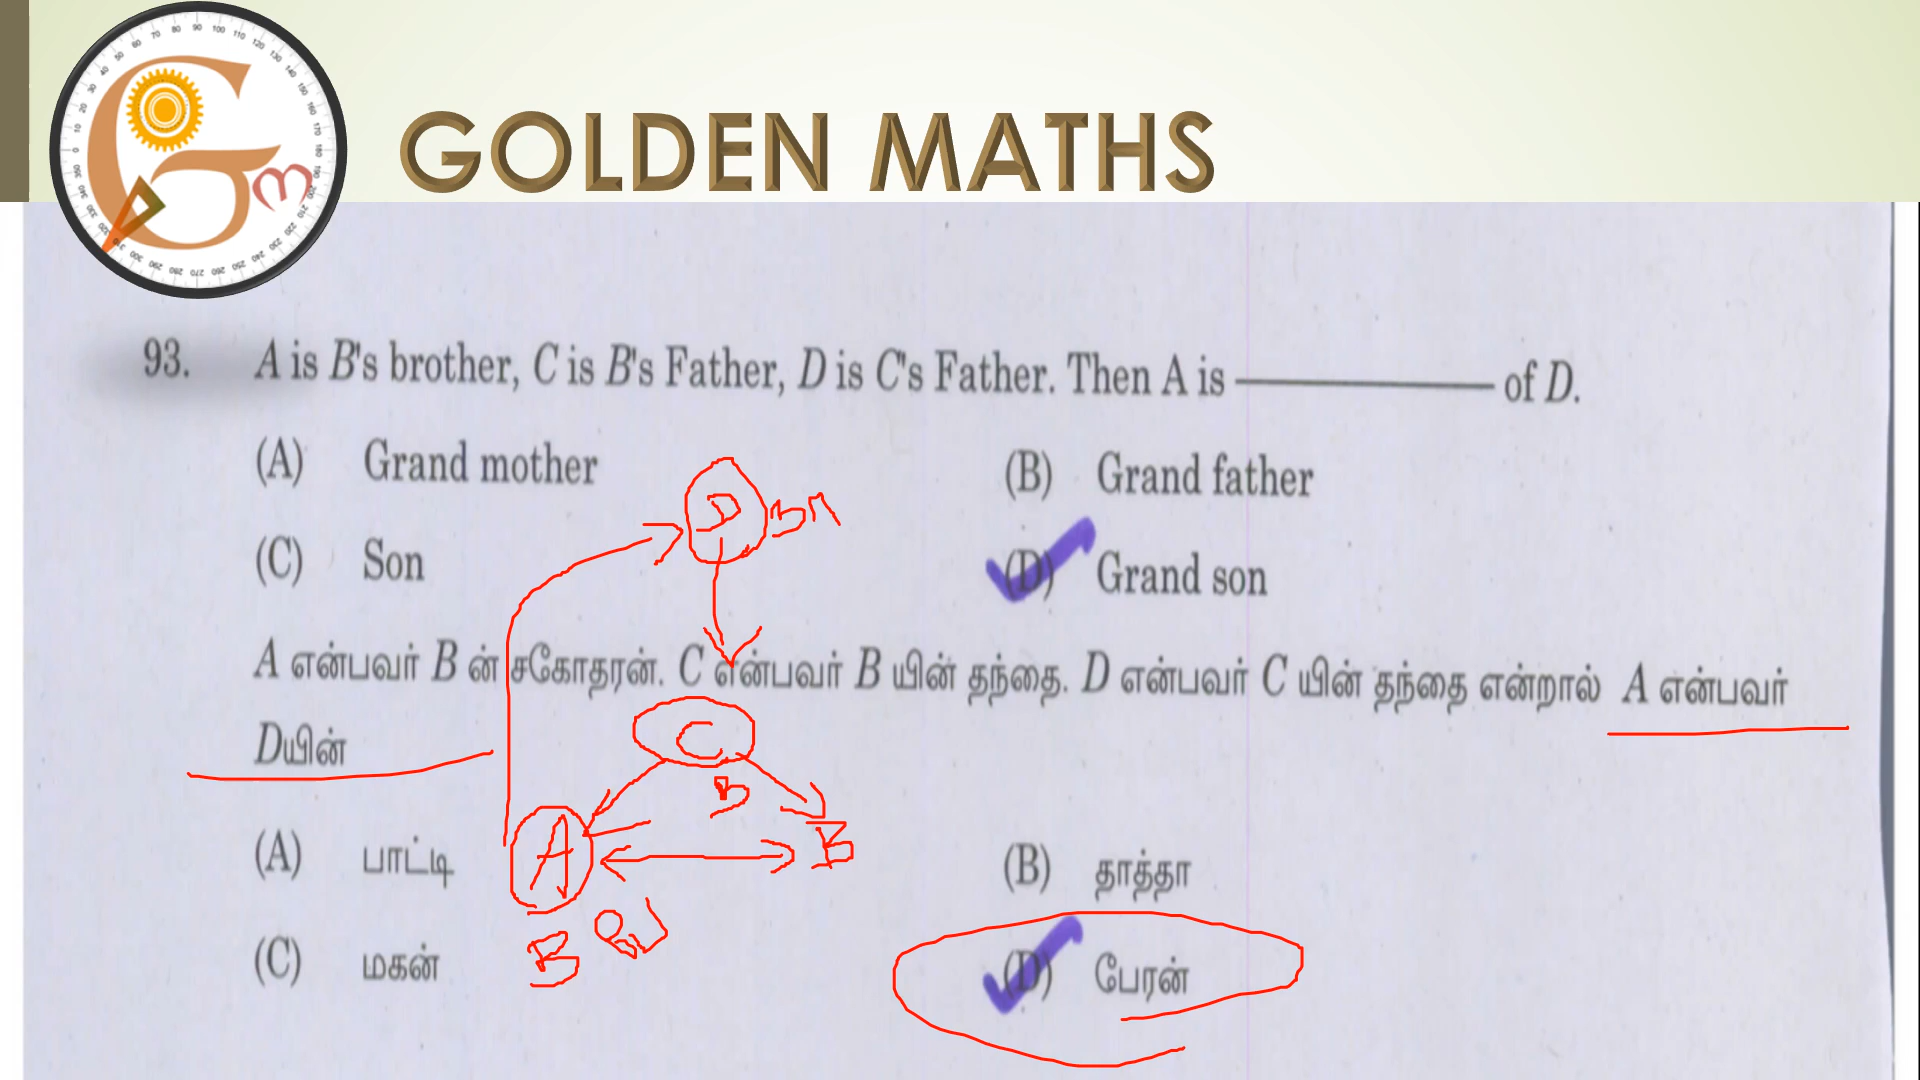 GOLDEN MATHS
93. A is B's brother, C is B's Father, D is C's Father. Then A is ———— of D.
(A) Grand mother (B) Grand father
(C) Son (D) Grand son
A என்பவர் B ன் சகோதரன். C என்பவர் B யின் தந்தை. D என்பவர் C யின் தந்தை என்றால் A என்பவர்
Dயின்
(A) பாட்டி (B) தாத்தா
(C) மகன் (D) பேரன்
D
C
A B